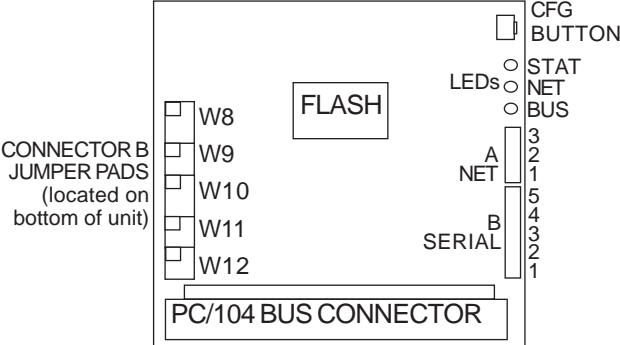 CFG
BUTTON
STAT
LEDs
NET
BUS
FLASH
W8
W9
W10
W11
W12
CONNECTOR B
JUMPER PADS
(located on
bottom of unit)
A
NET
3
2
1
B
SERIAL
5
4
3
2
1
PC/104 BUS CONNECTOR